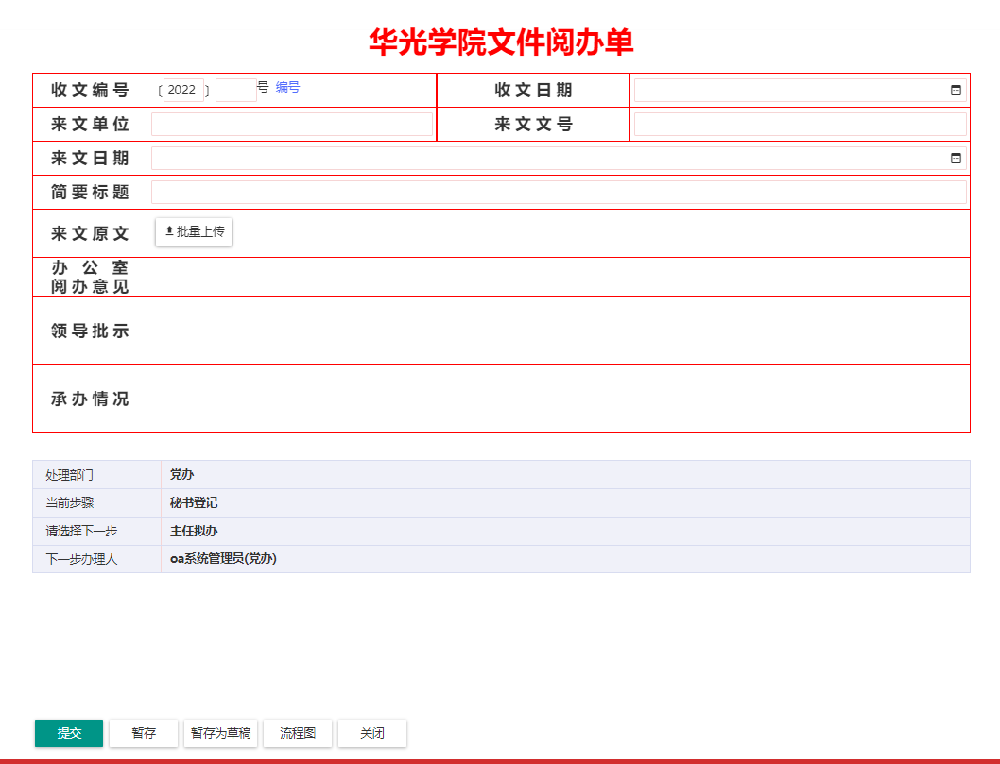 华光学院文件阅办单
收文编号 〔2022〕 号 编号 收文日期
来文单位 来文文号
来文日期
简要标题
来文原文 批量上传
办公室
阅办意见
领导批示
承办情况
处理部门 党办
当前步骤 秘书登记
请选择下一步 主任拟办
下一步办理人 oa系统管理员(党办)
提交 暂存 暂存为草稿 流程图 关闭